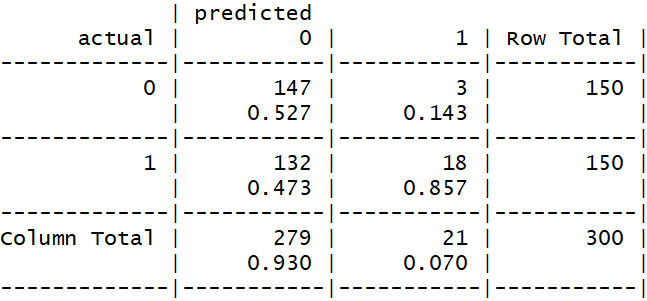 | predicted
      actual |         0 |         1 | Row Total |
-------------|-----------|-----------|-----------|
           0 |       147 |         3 |       150 |
             |     0.527 |     0.143 |           |
-------------|-----------|-----------|-----------|
           1 |       132 |        18 |       150 |
             |     0.473 |     0.857 |           |
-------------|-----------|-----------|-----------|
Column Total |       279 |        21 |       300 |
             |     0.930 |     0.070 |           |
-------------|-----------|-----------|-----------|